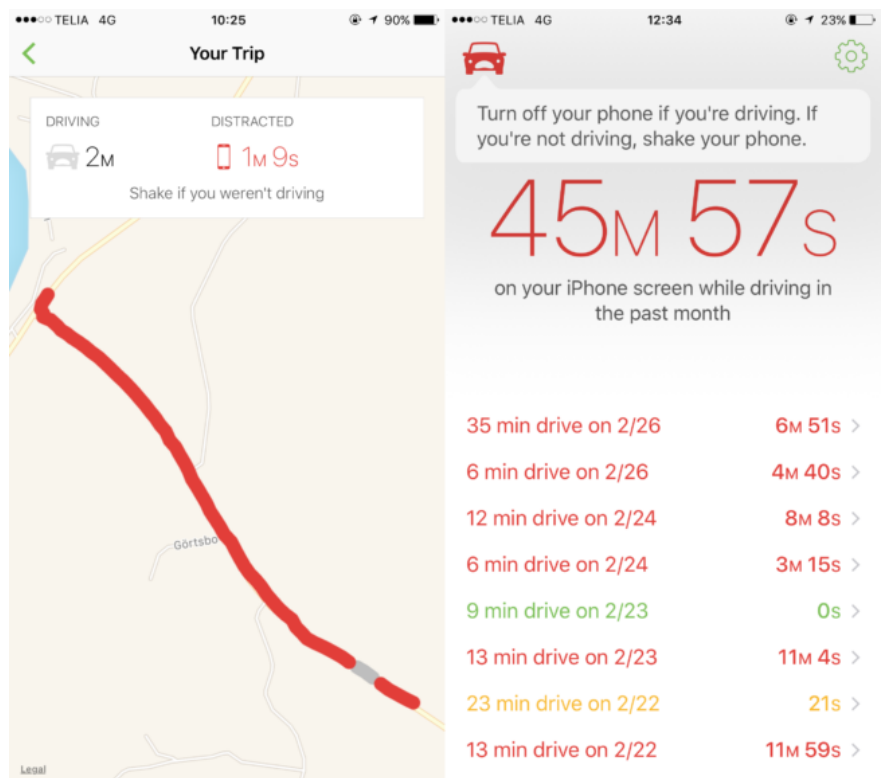 TELIA 4G 10:25 90%
Your Trip
DRIVING DISTRACTED
2M 1M 9S
Shake if you weren't driving
Görtsbo
Legal
TELIA 4G 12:34 23%
Turn off your phone if you're driving. If
you're not driving, shake your phone.
45M 57S
on your iPhone screen while driving in
the past month
35 min drive on 2/26 6M 51S
6 min drive on 2/26 4M 40S
12 min drive on 2/24 8M 8S
6 min drive on 2/24 3M 15S
9 min drive on 2/23 0S
13 min drive on 2/23 11M 4S
23 min drive on 2/22 21S
13 min drive on 2/22 11M 59S